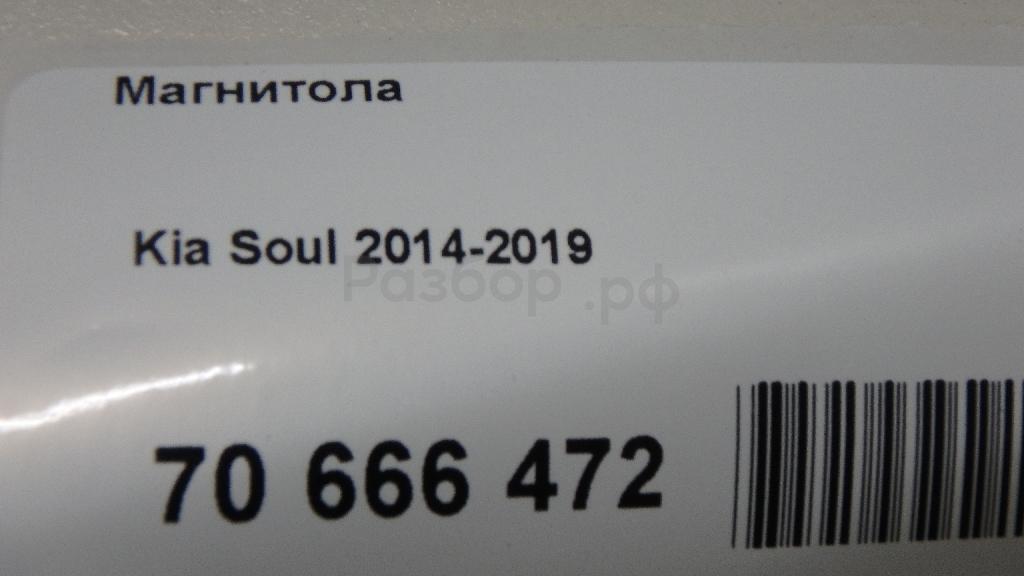 Магнитола
Kia Soul 2014-2019
Разбор.рф
70 666 472